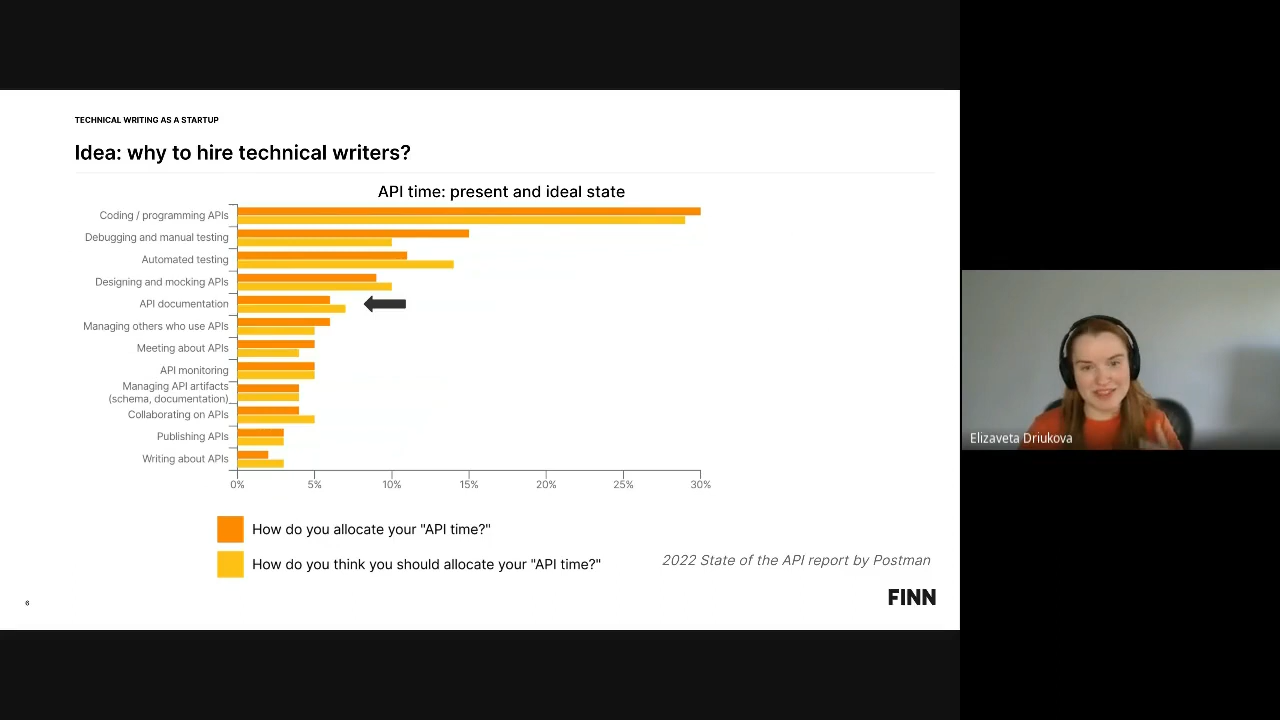 TECHNICAL WRITING AS A STARTUP
Idea: why to hire technical writers?
API time: present and ideal state
Coding / programming APIs
Debugging and manual testing
Automated testing
Designing and mocking APIs
API documentation
Managing others who use APIs
Meeting about APIs
API monitoring
Managing API artifacts
(schema, documentation)
Collaborating on APIs
Publishing APIs
Writing about APIs
0% 5% 10% 15% 20% 25% 30%
How do you allocate your "API time?"
How do you think you should allocate your "API time?"
2022 State of the API report by Postman
6
FINN
Elizaveta Driukova